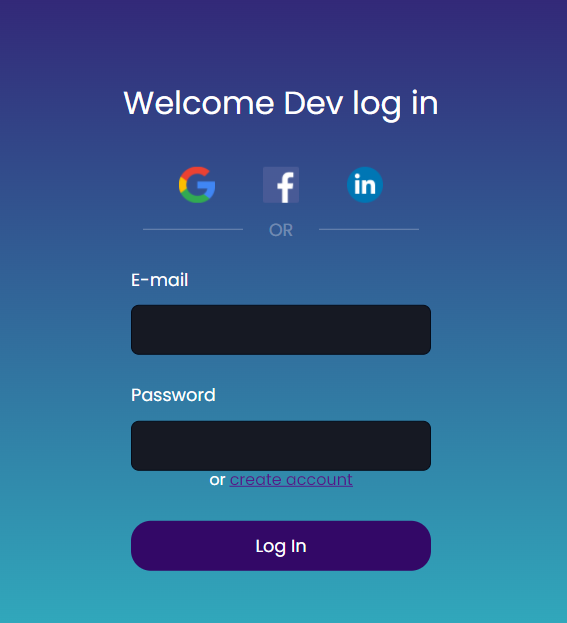 Welcome Dev log in
G f in
OR
E-mail
Password
or create account
Log In